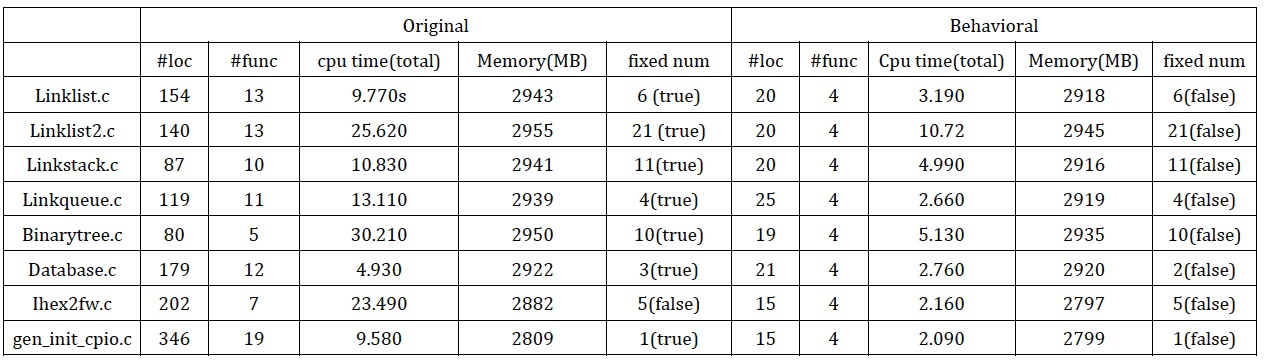 Original Behavioral
#loc #func cpu time(total) Memory(MB) fixed num #loc #func Cpu time(total) Memory(MB) fixed num
Linklist.c 154 13 9.770s 2943 6 (true) 20 4 3.190 2918 6(false)
Linklist2.c 140 13 25.620 2955 21 (true) 20 4 10.72 2945 21(false)
Linkstack.c 87 10 10.830 2941 11(true) 20 4 4.990 2916 11(false)
Linkqueue.c 119 11 13.110 2939 4(true) 25 4 2.660 2919 4(false)
Binarytree.c 80 5 30.210 2950 10(true) 19 4 5.130 2935 10(false)
Database.c 179 12 4.930 2922 3(true) 21 4 2.760 2920 2(false)
Ihex2fw.c 202 7 23.490 2882 5(false) 15 4 2.160 2797 5(false)
gen_init_cpio.c 346 19 9.580 2809 1(true) 15 4 2.090 2799 1(false)